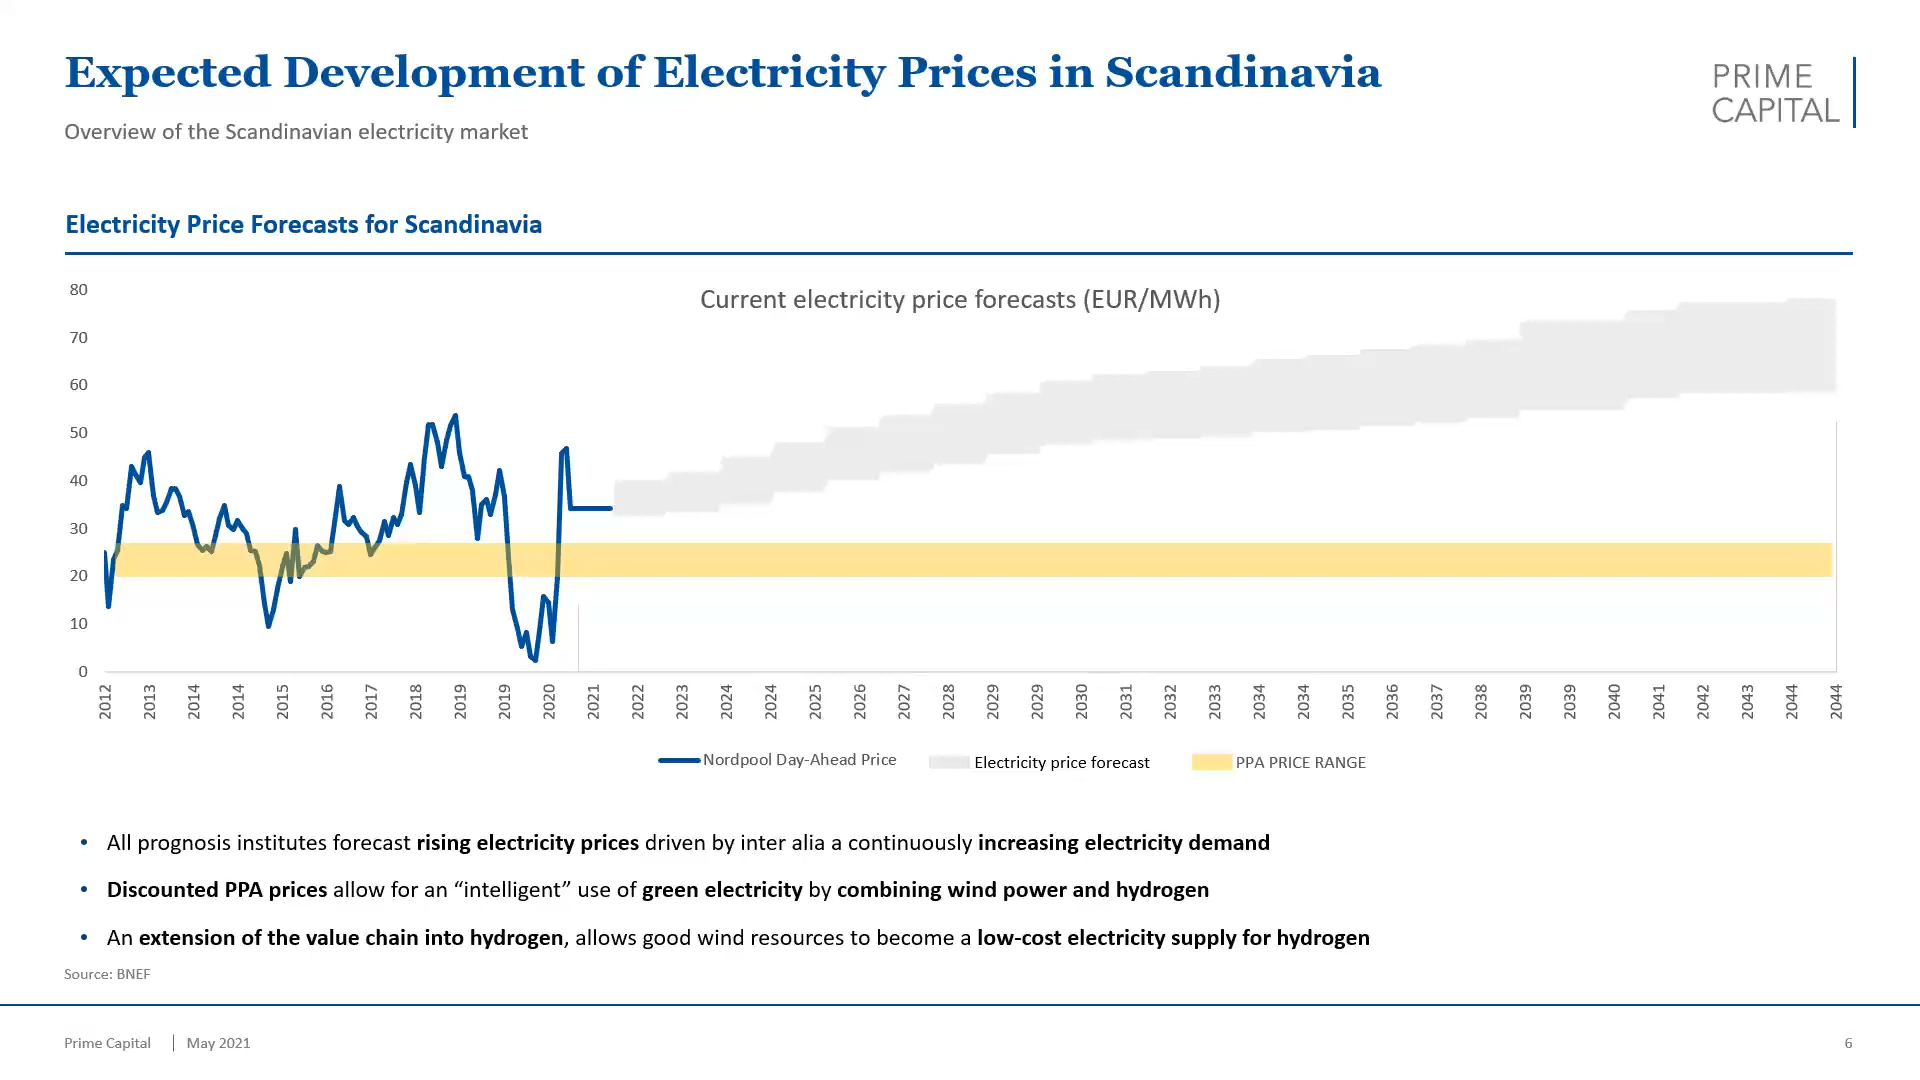 Expected Development of Electricity Prices in Scandinavia
PRIME
CAPITAL
Overview of the Scandinavian electricity market
Electricity Price Forecasts for Scandinavia
Current electricity price forecasts (EUR/MWh)
80
70
60
50
40
30
20
10
0
2012 2013 2014 2014 2015 2016 2017 2018 2019 2019 2020 2021 2022 2023 2024 2024 2025 2026 2027 2028 2029 2029 2030 2031 2032 2033 2034 2034 2035 2036 2037 2038 2039 2039 2040 2041 2042 2043 2044 2044
Nordpool Day-Ahead Price Electricity price forecast PPA PRICE RANGE
• All prognosis institutes forecast rising electricity prices driven by inter alia a continuously increasing electricity demand
• Discounted PPA prices allow for an “intelligent” use of green electricity by combining wind power and hydrogen
• An extension of the value chain into hydrogen, allows good wind resources to become a low-cost electricity supply for hydrogen
Source: BNEF
Prime Capital | May 2021
6